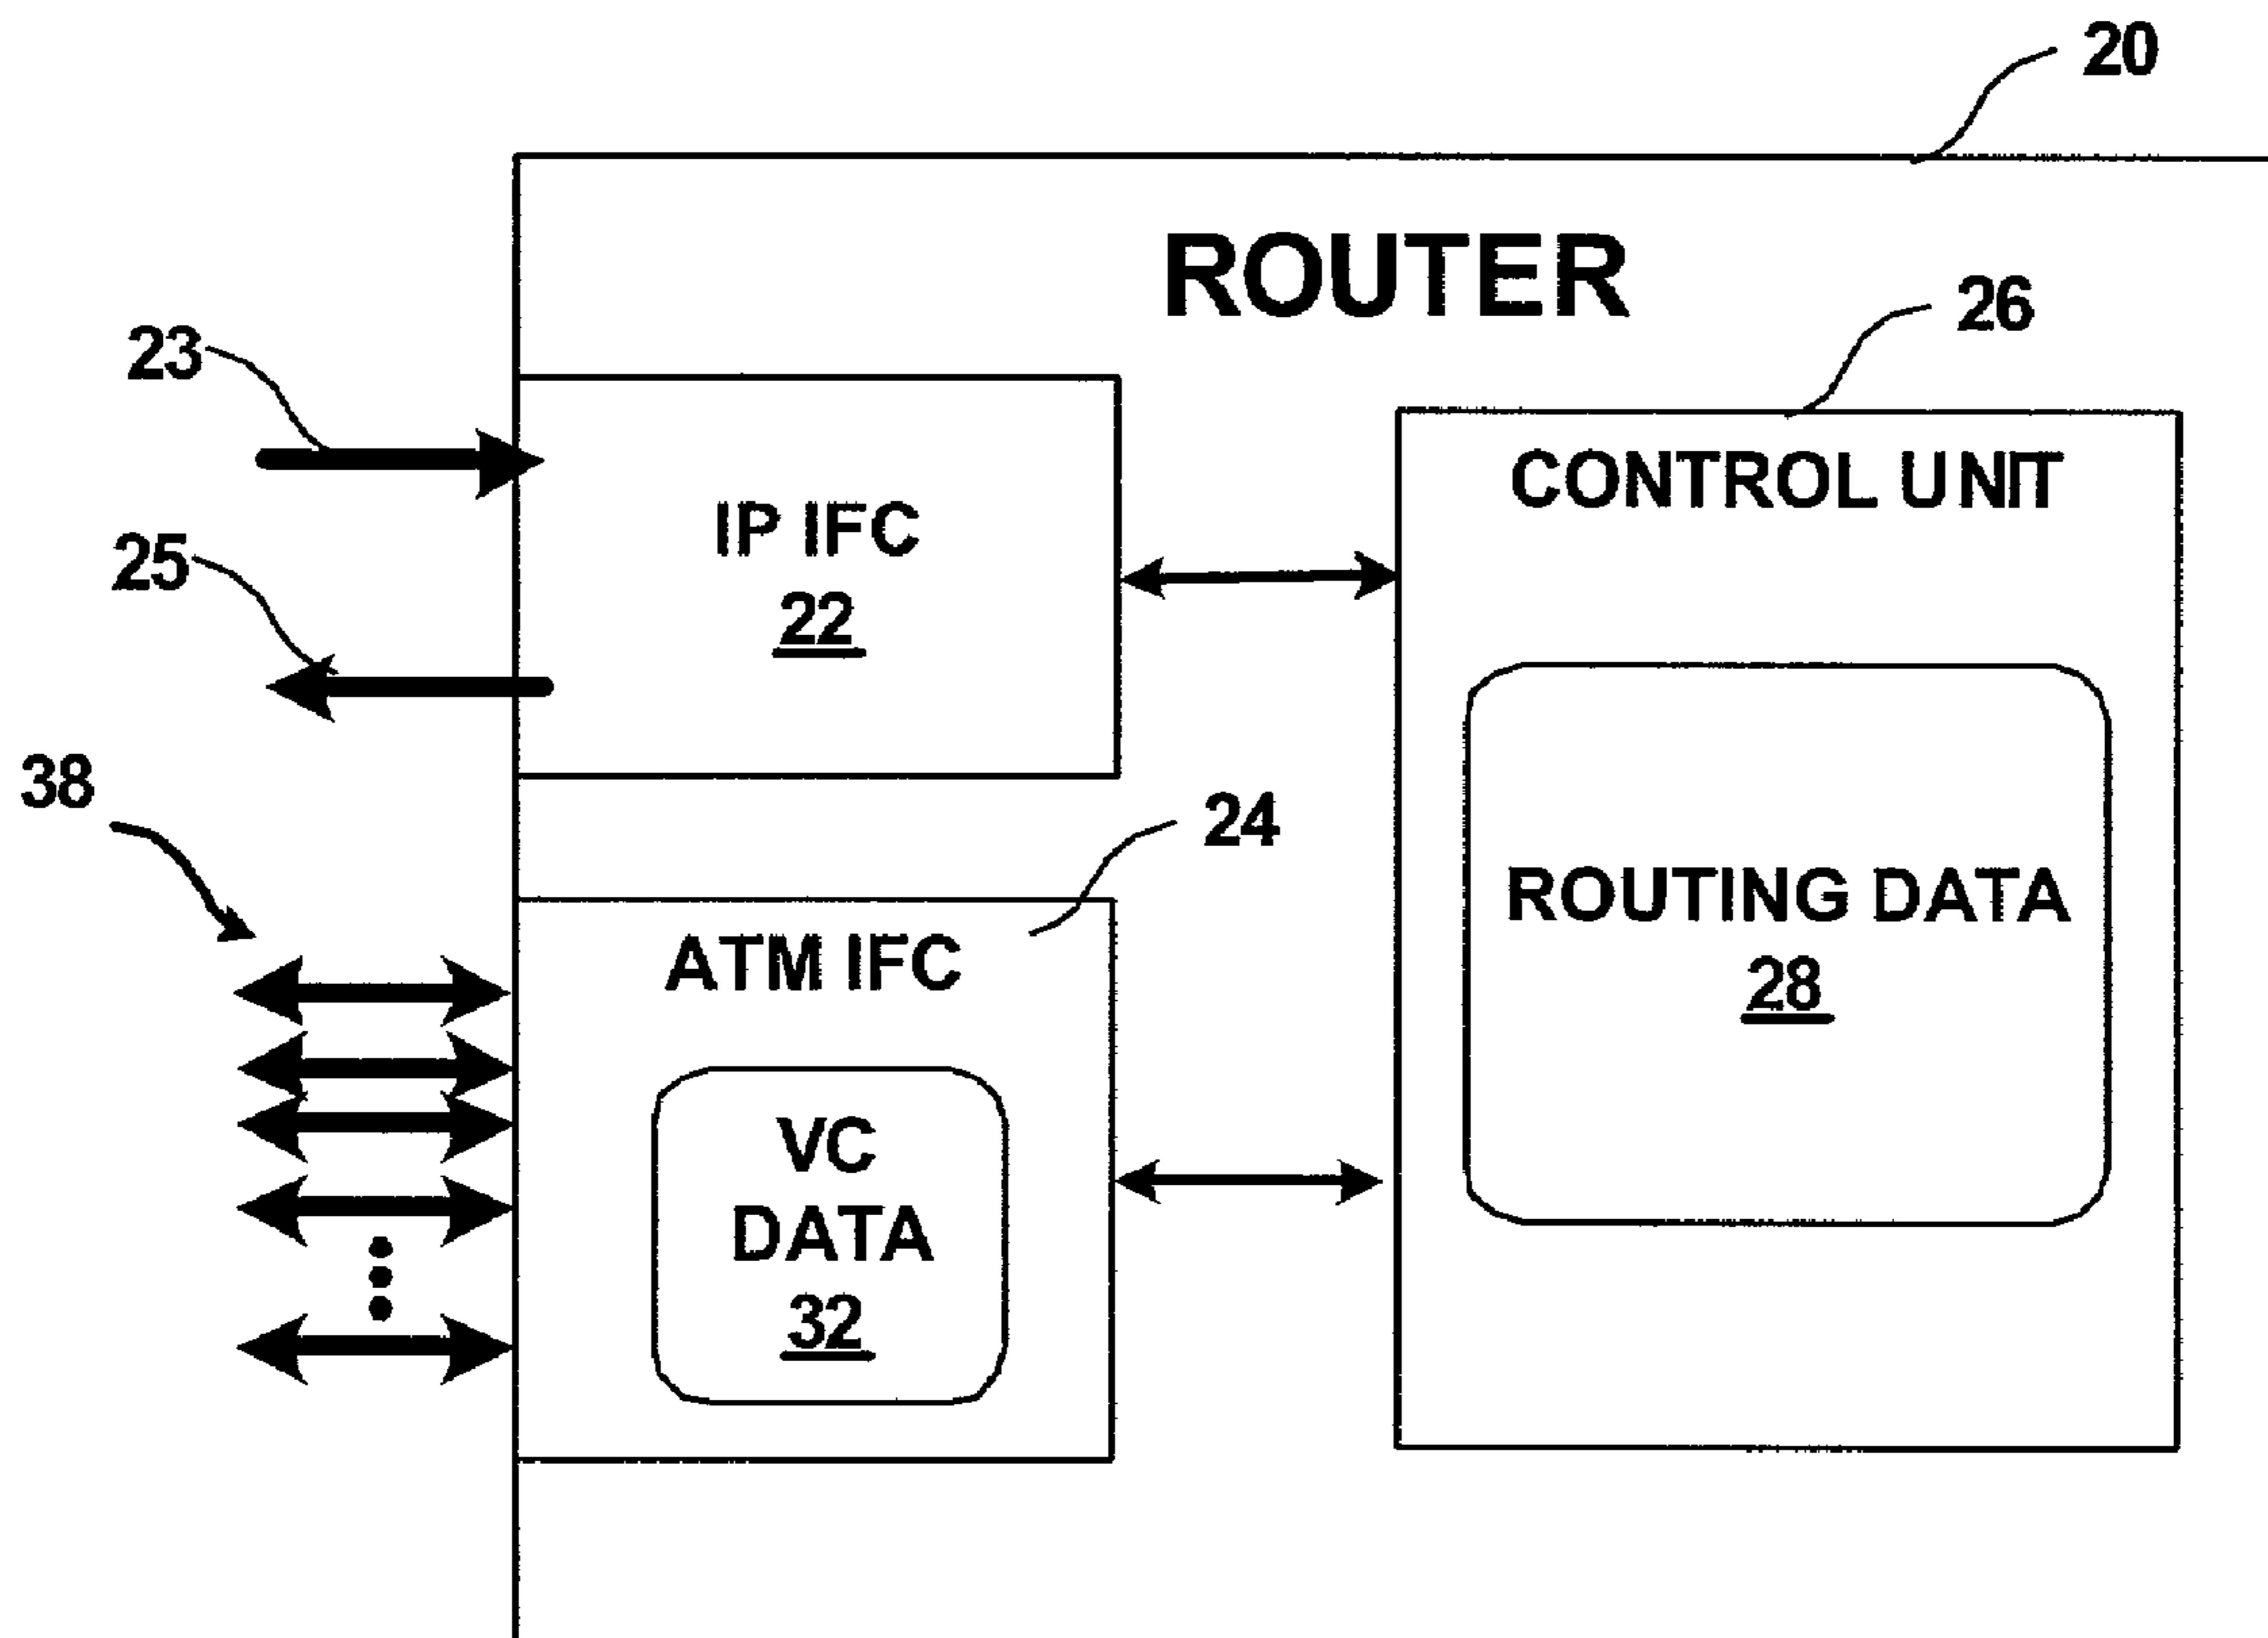 20
ROUTER
26
23
CONTROL UNIT
IP IFC
22
25
38
24
ROUTING DATA
28
ATM IFC
VC
DATA
32